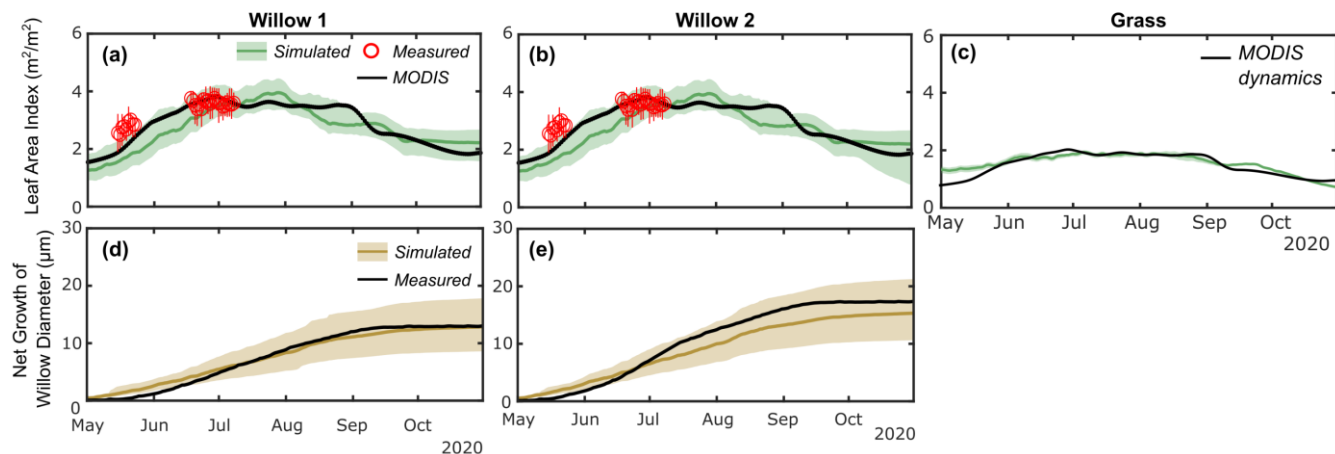 Willow 1
Willow 2
Grass
Leaf Area Index (m²/m²)
6
4
2
0
(a)
Simulated
Measured
MODIS
6
4
2
0
(b)
Simulated
Measured
MODIS
6
4
2
0
(c)
MODIS
dynamics
May Jun Jul Aug Sep Oct
2020
Net Growth of
Willow Diameter (μm)
30
20
10
0
(d)
Simulated
Measured
May Jun Jul Aug Sep Oct
2020
30
20
10
0
(e)
May Jun Jul Aug Sep Oct
2020